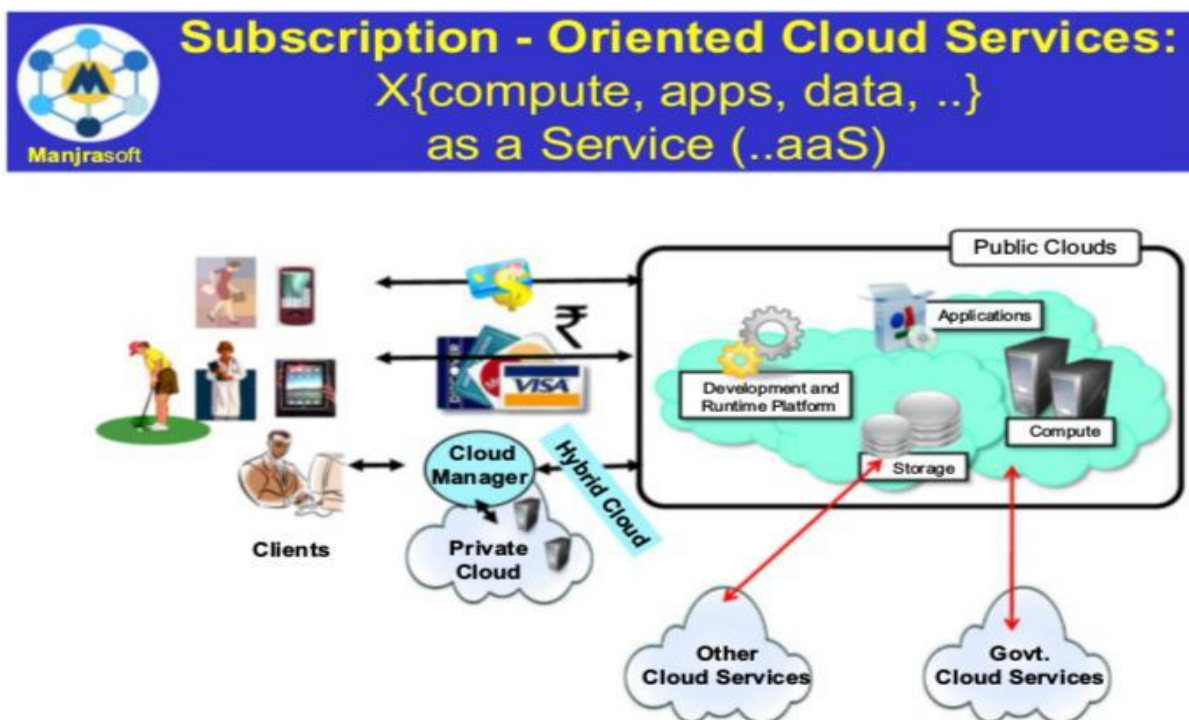 Subscription - Oriented Cloud Services:
X{compute, apps, data, ..}
as a Service (..aaS)
Manjrasoft
M
Public Clouds
Applications
$
₹
VISA
Development and
Runtime Platform
Compute
Storage
Cloud
Manager
Hybrid Cloud
Private
Cloud
Clients
Other
Cloud Services
Govt.
Cloud Services